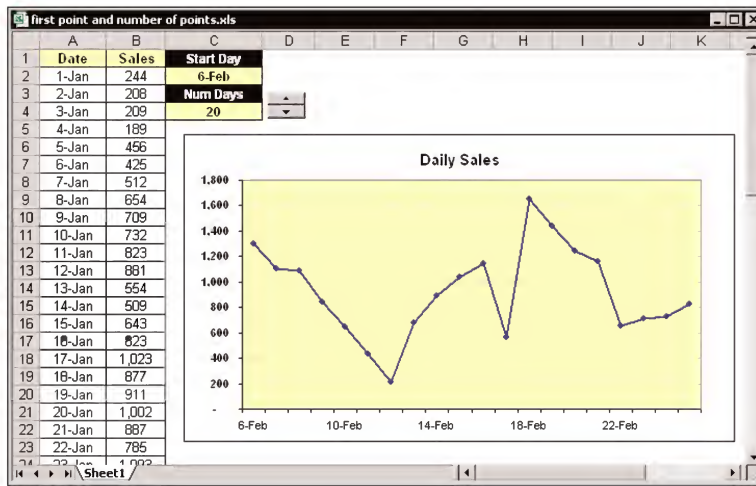 first point and number of points.xls
A B C D E F G H I J K
1 Date Sales Start Day
2 1-Jan 244 6-Feb
3 2-Jan 208 Num Days
4 3-Jan 209 20
5 4-Jan 189
6 5-Jan 456
7 6-Jan 425
8 7-Jan 512
9 8-Jan 654
10 9-Jan 709
11 10-Jan 732
12 11-Jan 823
13 12-Jan 881
14 13-Jan 554
15 14-Jan 509
16 15-Jan 643
17 16-Jan 823
18 17-Jan 1,023
19 18-Jan 877
20 19-Jan 911
21 20-Jan 1,002
22 21-Jan 887
23 22-Jan 785
24 23-Jan 1,093
Daily Sales
1,800
1,600
1,400
1,200
1,000
800
600
400
200
-
6-Feb 10-Feb 14-Feb 18-Feb 22-Feb
Sheet1